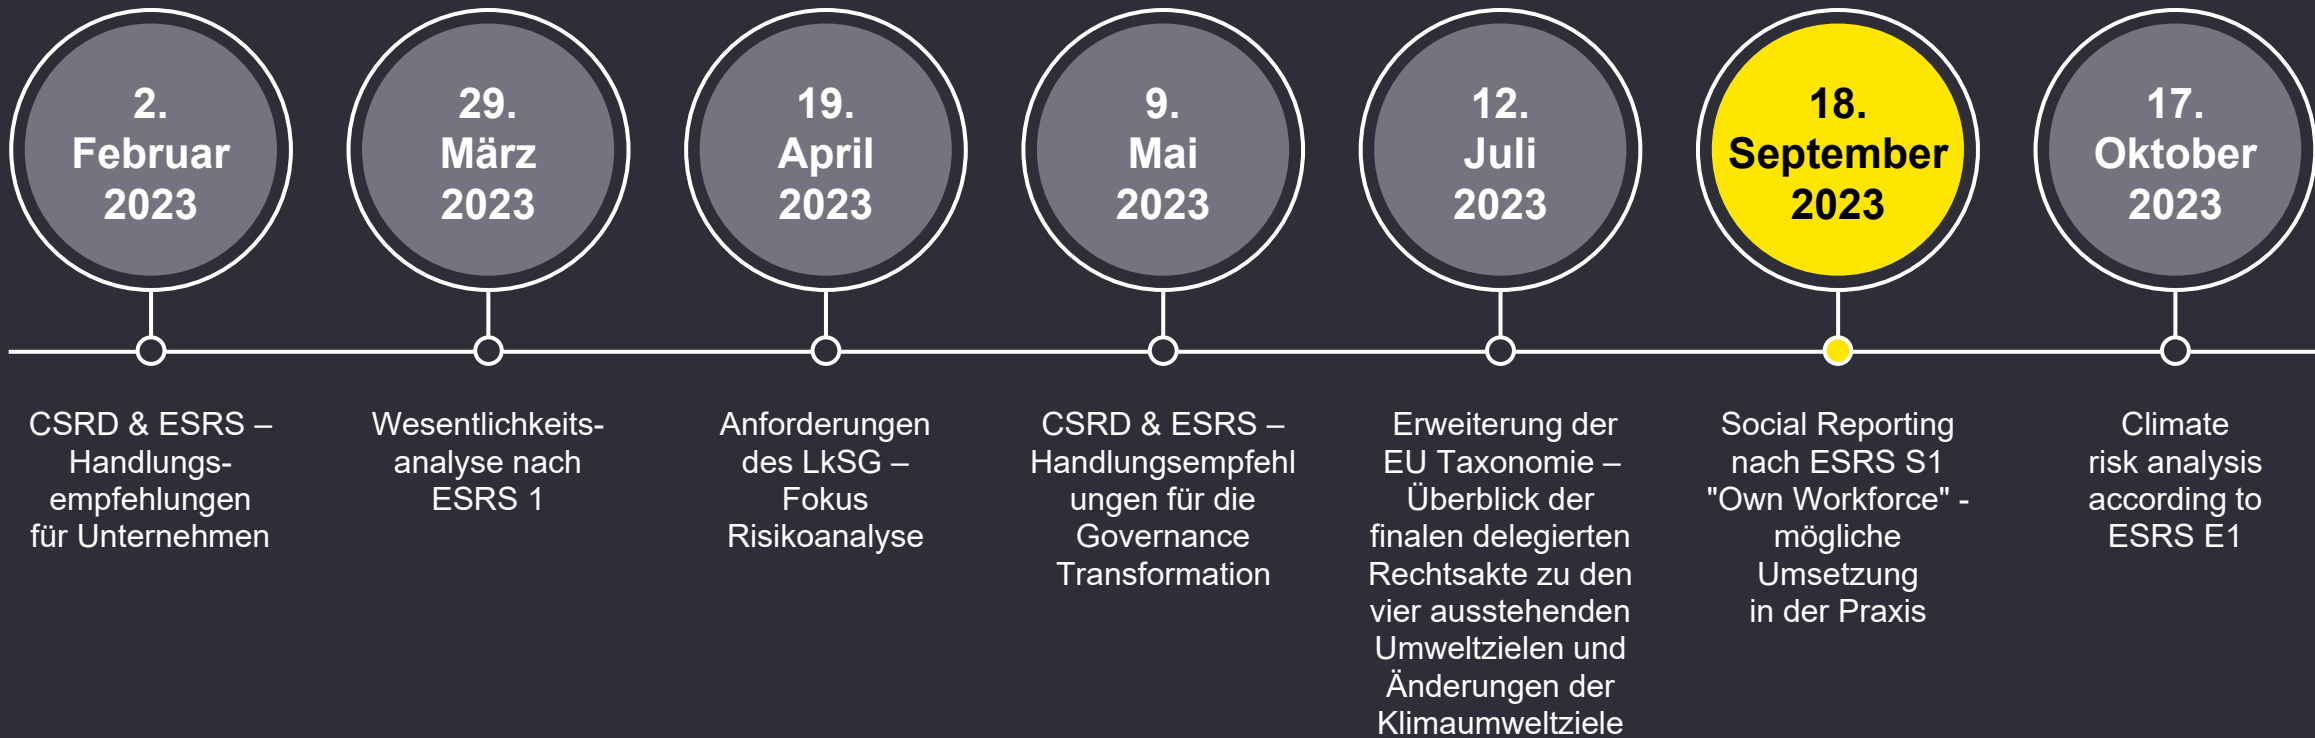 2.
Februar
2023
29.
März
2023
19.
April
2023
9.
Mai
2023
12.
Juli
2023
18.
September
2023
17.
Oktober
2023
CSRD & ESRS –
Handlungs-
empfehlungen
für Unternehmen
Wesentlichkeits-
analyse nach
ESRS 1
Anforderungen
des LkSG –
Fokus
Risikoanalyse
CSRD & ESRS –
Handlungsempfehl
ungen für die
Governance
Transformation
Erweiterung der
EU Taxonomie –
Überblick der
finalen delegierten
Rechtsakte zu den
vier ausstehenden
Umweltzielen und
Änderungen der
Klimaumweltziele
Social Reporting
nach ESRS S1
"Own Workforce" -
mögliche
Umsetzung
in der Praxis
Climate
risk analysis
according to
ESRS E1